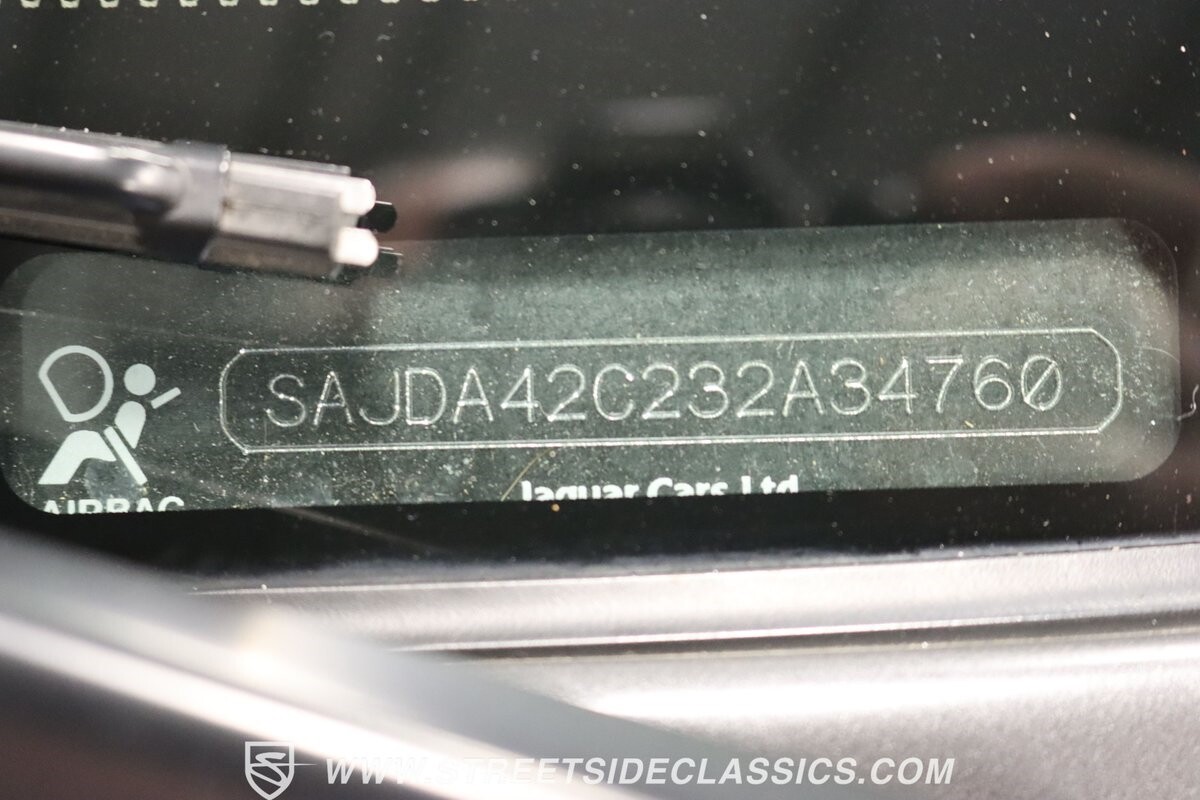 SAJDA42C232A34760
AIRBAG
Jaguar Cars Ltd
WWW.STREETSIDECLASSICS.COM